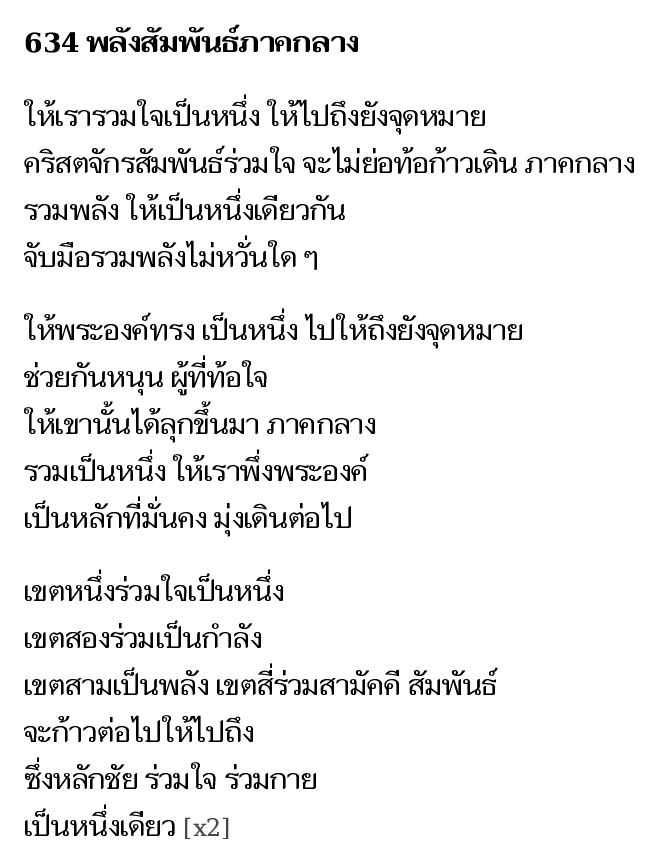 634 พลังสัมพันธ์ภาคกลาง
ให้เรารวมใจเป็นหนึ่ง ให้ไปถึงยังจุดหมาย
คริสตจักรสัมพันธ์ร่วมใจ จะไม่ย่อท้อก้าวเดิน ภาคกลาง
รวมพลัง ให้เป็นหนึ่งเดียวกัน
จับมือรวมพลังไม่หวั่นใด ๆ
ให้พระองค์ทรง เป็นหนึ่ง ไปให้ถึงยังจุดหมาย
ช่วยกันหนุน ผู้ที่ท้อใจ
ให้เขานั้นได้ลุกขึ้นมา ภาคกลาง
รวมเป็นหนึ่ง ให้เราพึ่งพระองค์
เป็นหลักที่มั่นคง มุ่งเดินต่อไป
เขตหนึ่งร่วมใจเป็นหนึ่ง
เขตสองร่วมเป็นกำลัง
เขตสามเป็นพลัง เขตสี่ร่วมสามัคคี สัมพันธ์
จะก้าวต่อไปให้ไปถึง
ซึ่งหลักชัย ร่วมใจ ร่วมกาย
เป็นหนึ่งเดียว [x2]